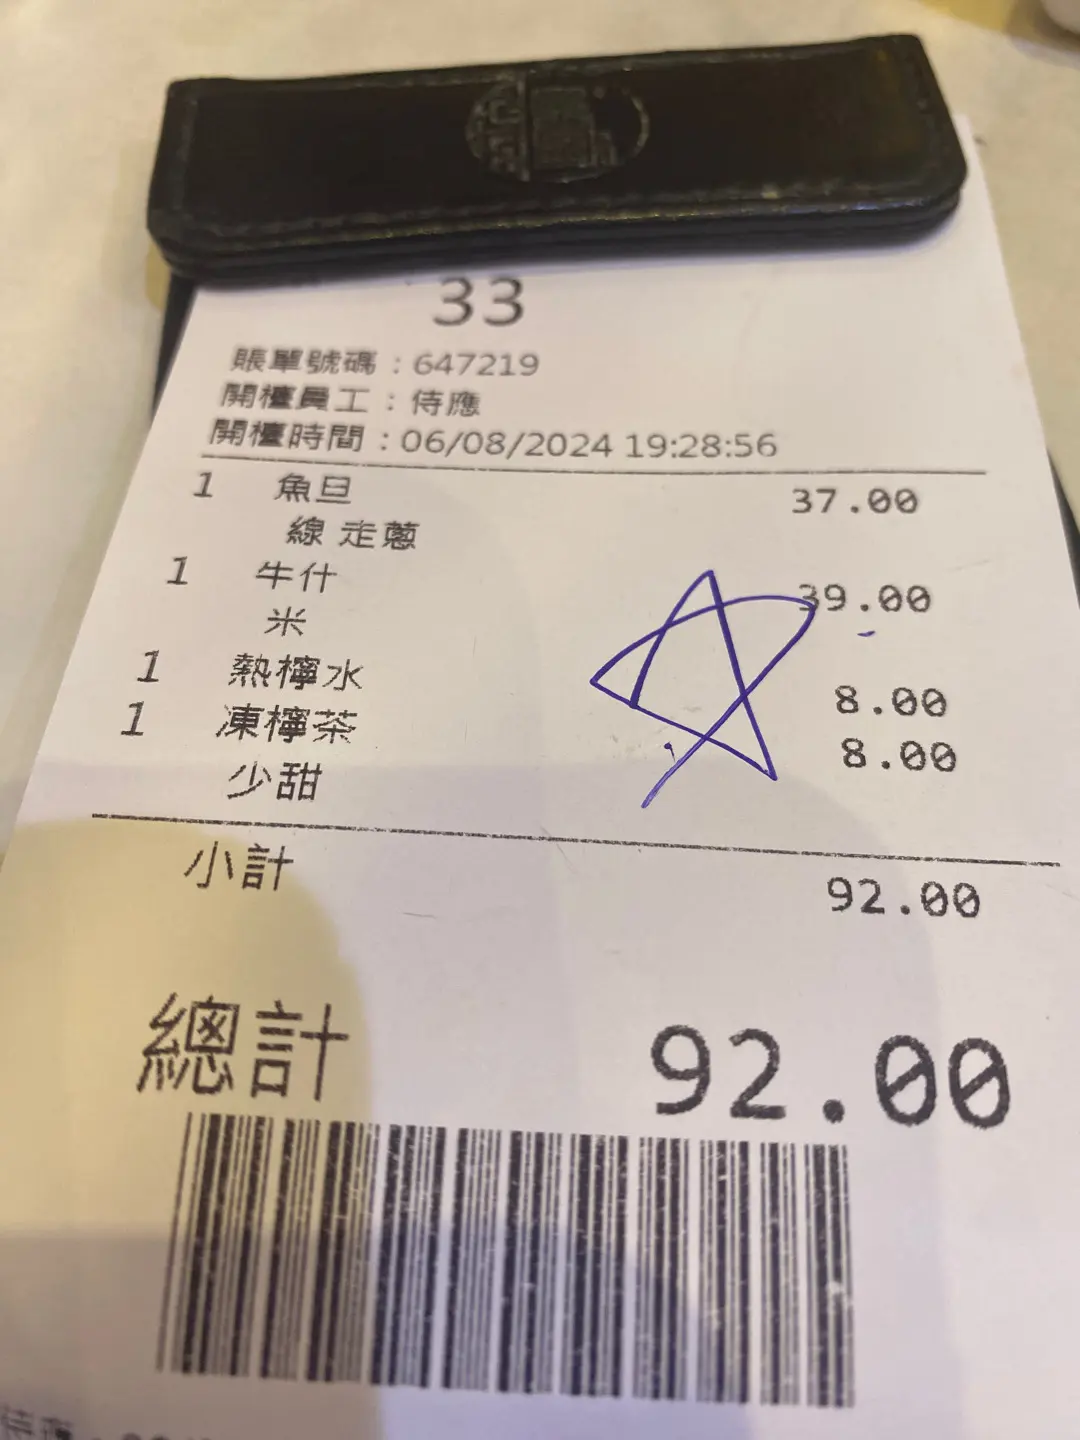 33
賬單號碼：647219
開檯員工：侍應
開檯時間：06/08/2024 19:28:56
1 魚旦 37.00
線 走蔥
1 牛什 39.00
米
1 熱檸水 8.00
1 凍檸茶 8.00
少甜
小計 92.00
總計 92.00